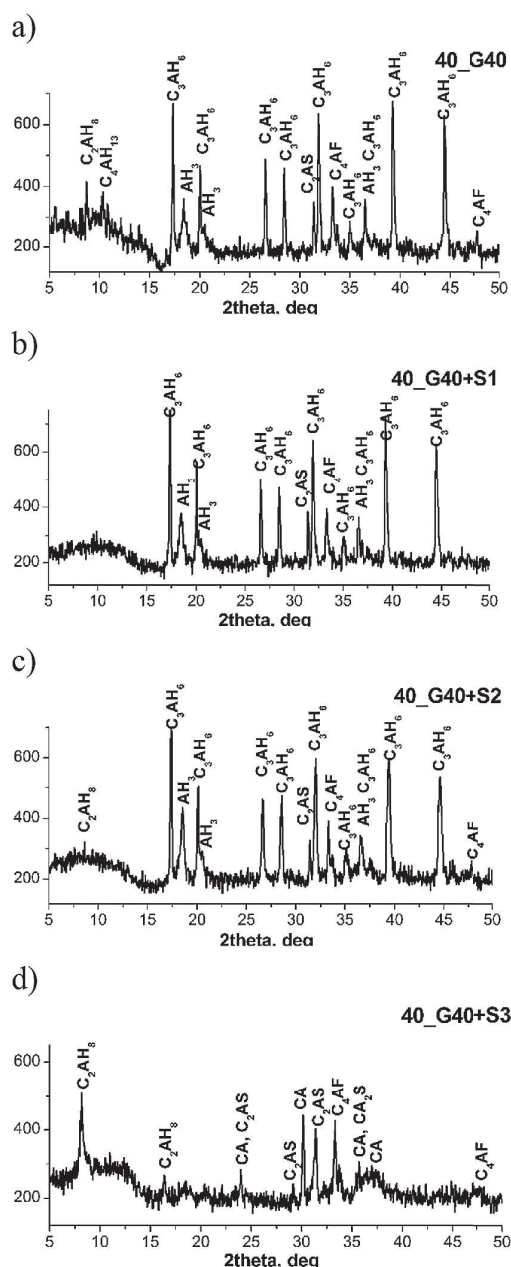 a)
40_G40
C₂AH₈
C₄AH₁₃
C₃AH₆
AH₃
C₃AH₆
AH₃
C₃AH₆
C₃AH₆
C₂AS
C₃AH₆
C₄AF
C₃AH₆
AH₃ C₃AH₆
C₃AH₆
C₃AH₆
C₄AF
600
400
200
5 10 15 20 25 30 35 40 45 50
2theta, deg
b)
40_G40+S1
C₃AH₆
AH₃
C₃AH₆
AH₃
C₃AH₆
C₃AH₆
C₂AS
C₃AH₆
C₄AF
C₃AH₆
AH₃ C₃AH₆
C₃AH₆
C₃AH₆
600
400
200
5 10 15 20 25 30 35 40 45 50
2theta, deg
c)
40_G40+S2
C₂AH₈
C₃AH₆
AH₃
C₃AH₆
AH₃
C₃AH₆
C₃AH₆
C₂AS
C₃AH₆
C₄AF
C₃AH₆
AH₃ C₃AH₆
C₃AH₆
C₃AH₆
C₄AF
600
400
200
5 10 15 20 25 30 35 40 45 50
2theta, deg
d)
40_G40+S3
C₂AH₈
C₂AH₈
CA, C₂AS
C₂AS
CA
C₂AS
C₄AF
CA, CA₂S
CA
C₄AF
600
400
200
5 10 15 20 25 30 35 40 45 50
2theta, deg